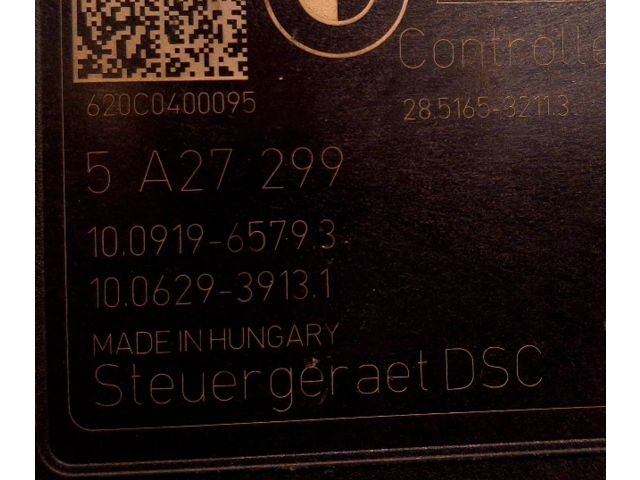 Controlle
620C0400095
28.5165-3211.3
5 A27 299
10.0919-6579.3
10.0629-3913.1
MADE IN HUNGARY
Steuergeraet DSC